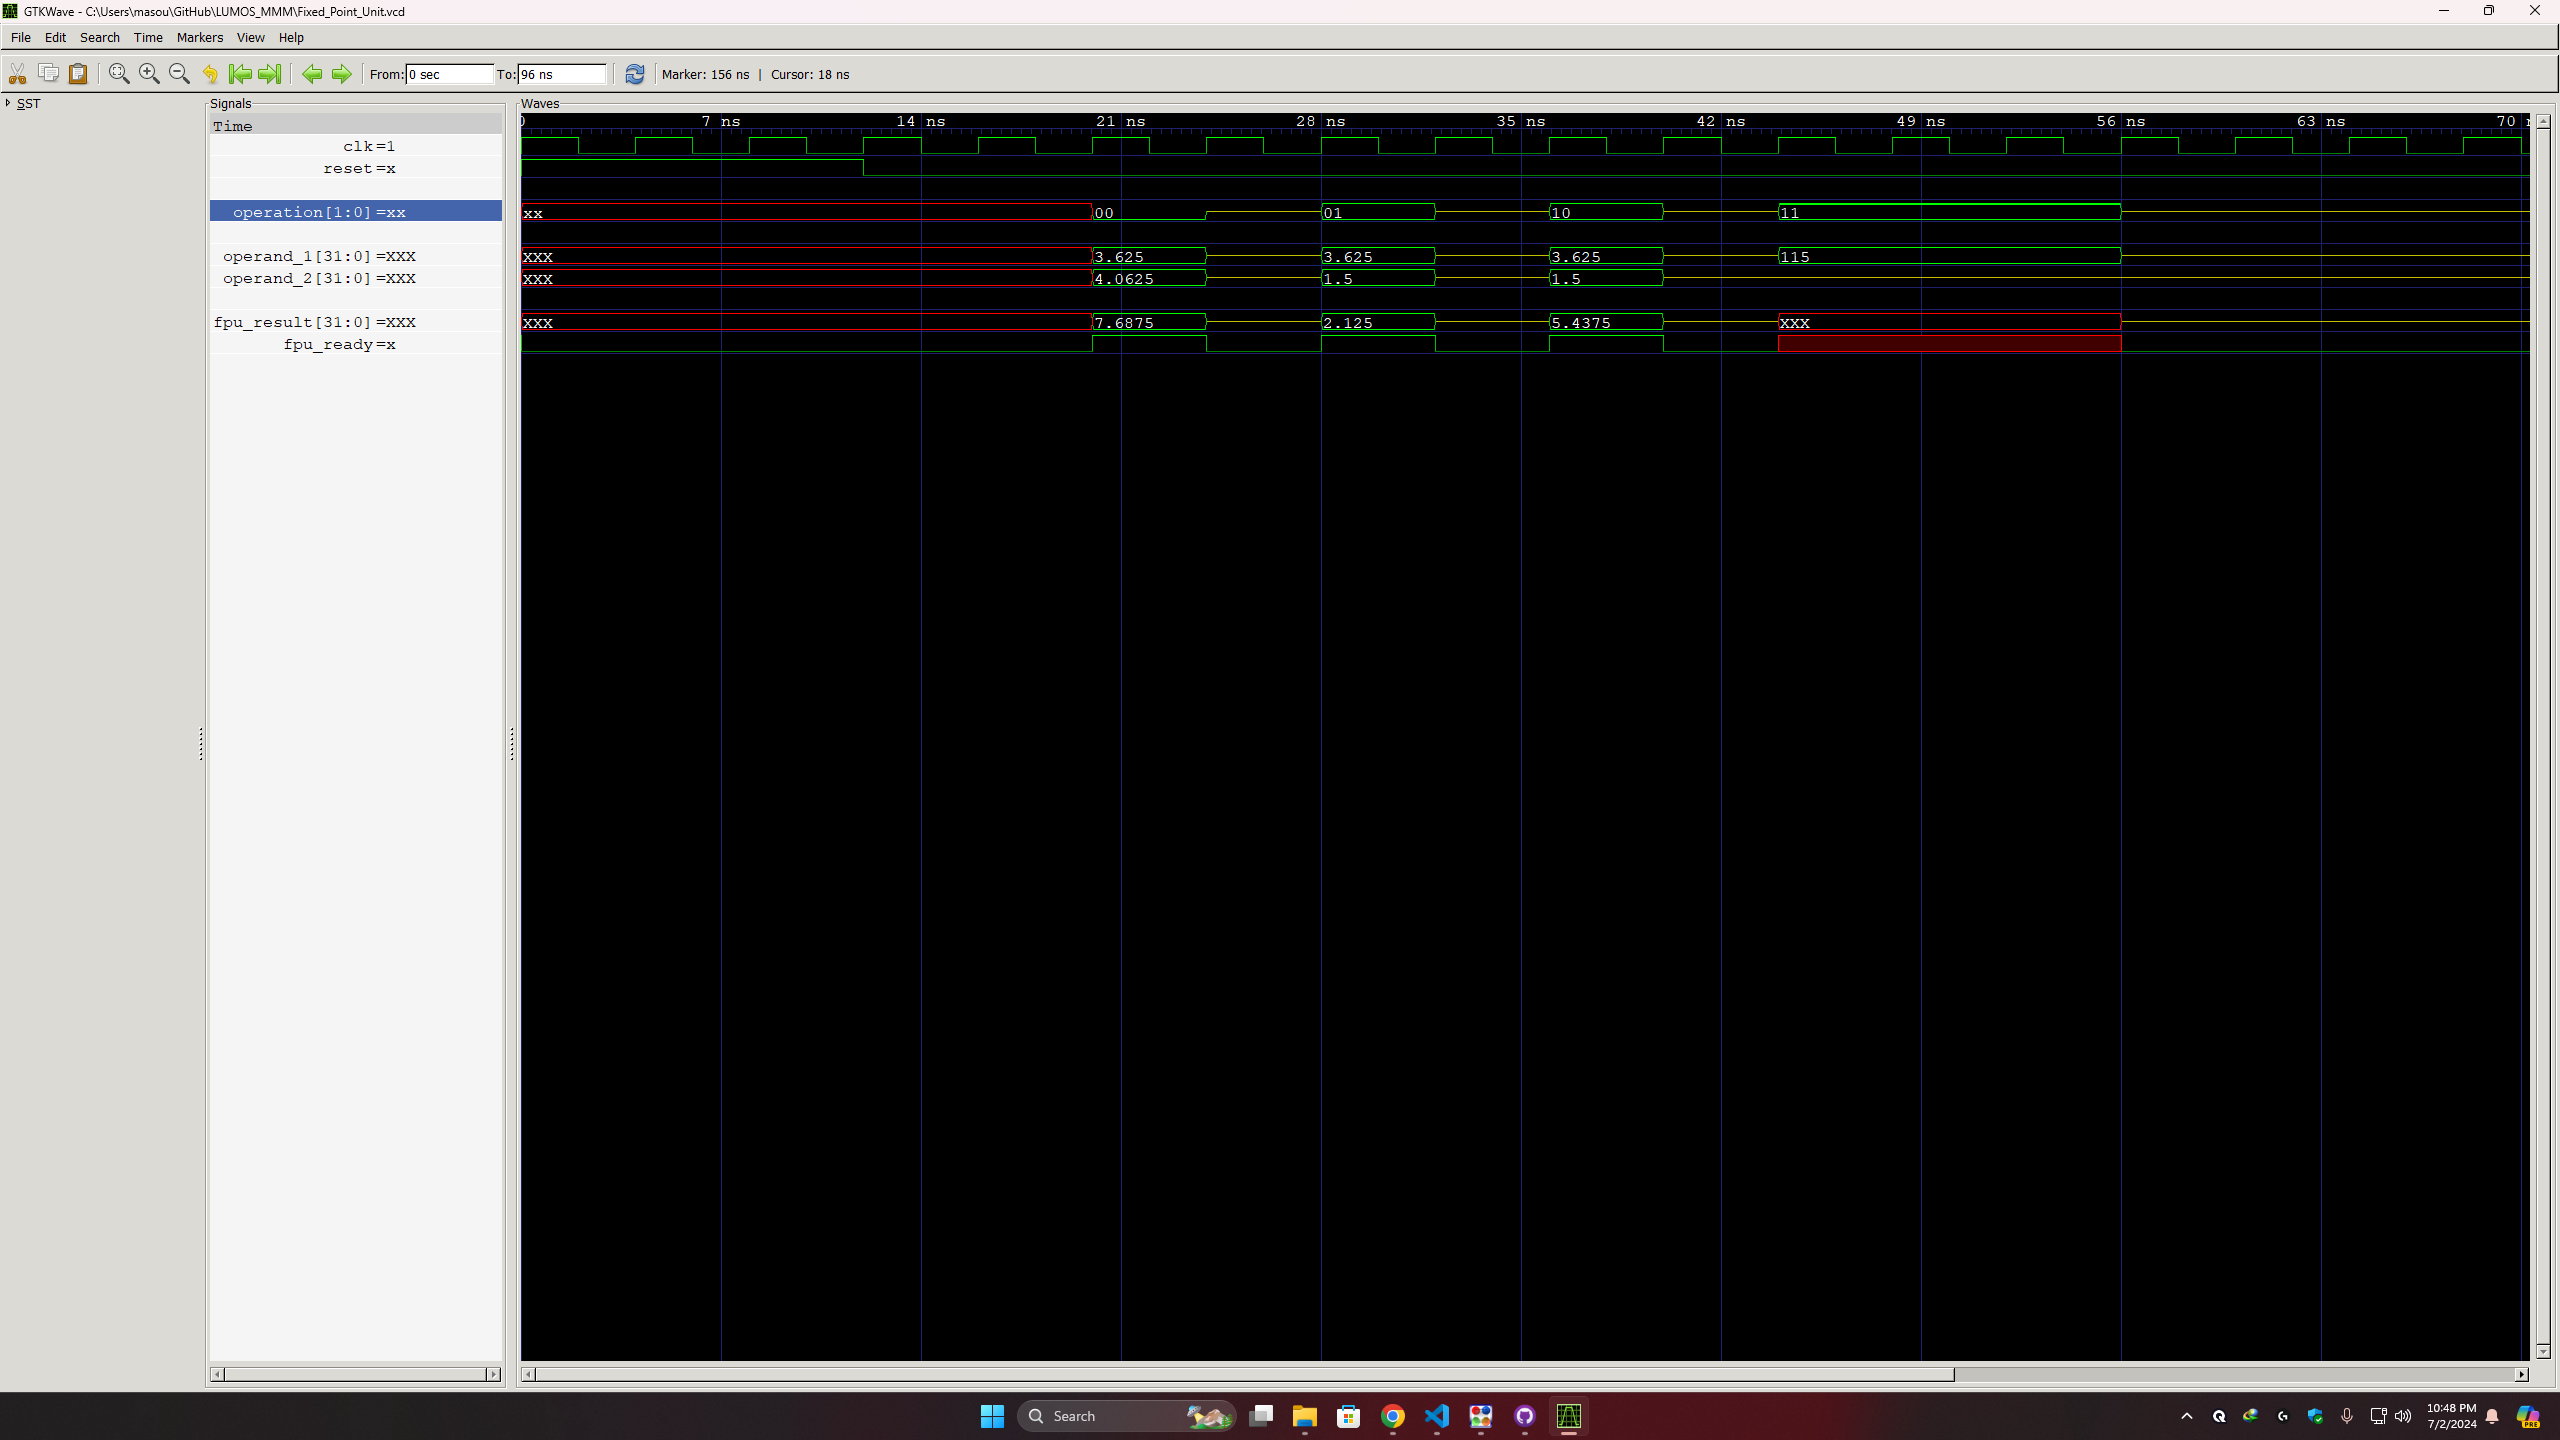 GTKWave - C:\Users\masou\GitHub\LUMOS_MMM\Fixed_Point_Unit.vcd
File Edit Search Time Markers View Help
From: 0 sec To: 96 ns Marker: 156 ns | Cursor: 18 ns
SST
Signals
Waves
Time
0 7 ns 14 ns 21 ns 28 ns 35 ns 42 ns 49 ns 56 ns 63 ns 70 n
clk=1
reset=x
operation[1:0]=xx
xx 00 01 10 11
operand_1[31:0]=XXX
XXX 3.625 3.625 3.625 115
operand_2[31:0]=XXX
XXX 4.0625 1.5 1.5
fpu_result[31:0]=XXX
XXX 7.6875 2.125 5.4375 XXX
fpu_ready=x
Search
10:48 PM
7/2/2024
PRE